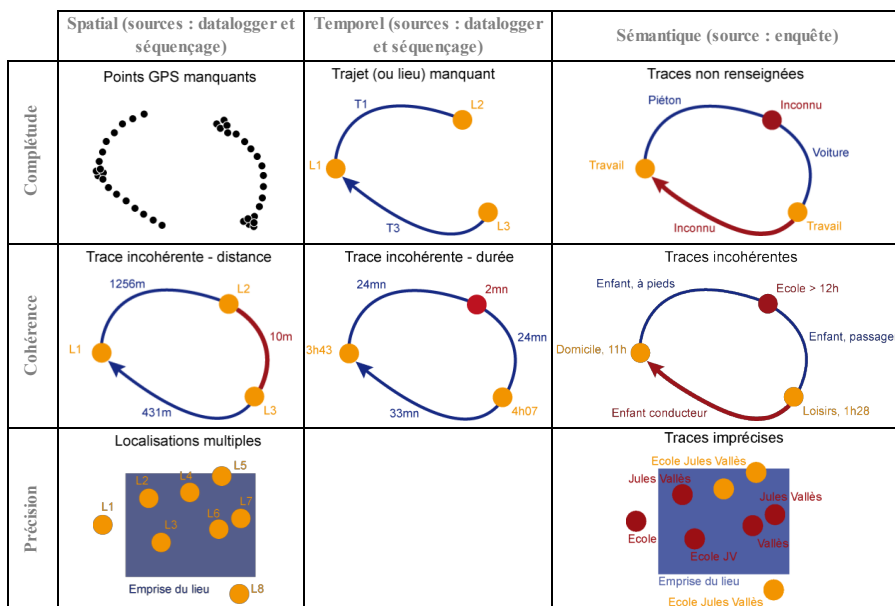 Spatial (sources : datalogger et
séquençage)
Temporel (sources : datalogger
et séquençage)
Sémantique (source : enquête)
Complétude
Points GPS manquants
Trajet (ou lieu) manquant
T1
L2
L1
T3
L3
Traces non renseignées
Piéton
Inconnu
Voiture
Travail
Inconnu
Travail
Cohérence
Trace incohérente - distance
1256m
L2
10m
L1
431m
L3
Trace incohérente - durée
24mn
2mn
24mn
3h43
33mn
4h07
Traces incohérentes
Enfant, à pieds
Ecole > 12h
Enfant, passage
Domicile, 11h
Enfant conducteur
Loisirs, 1h28
Précision
Localisations multiples
L5
L4
L2
L1
L7
L6
L3
Emprise du lieu
L8
Traces imprécises
Ecole Jules Vallès
Jules Vallès
Jules Vallès
Ecole
Vallès
Ecole JV
Emprise du lieu
Ecole Jules Vallès